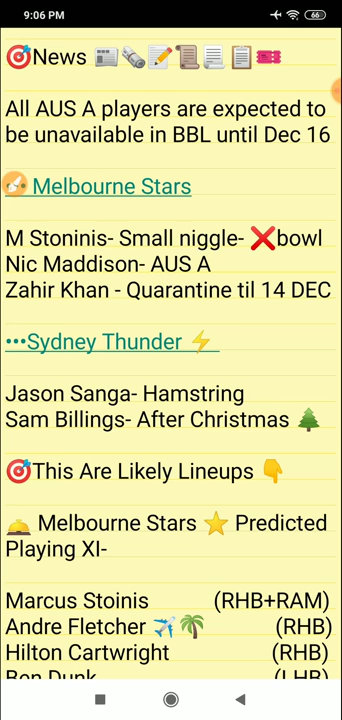 9:06 PM
66
🎯News 📰🗞️📝📜📃📋🎟️
All AUS A players are expected to
be unavailable in BBL until Dec 16
Melbourne Stars
M Stoninis- Small niggle- ❌bowl
Nic Maddison- AUS A
Zahir Khan - Quarantine til 14 DEC
•••Sydney Thunder ⚡
Jason Sanga- Hamstring
Sam Billings- After Christmas 🎄
🎯This Are Likely Lineups 👇
🛎️ Melbourne Stars ⭐ Predicted
Playing XI-
Marcus Stoinis (RHB+RAM)
Andre Fletcher ✈️🌴 (RHB)
Hilton Cartwright (RHB)
Ben Dunk (LHB)